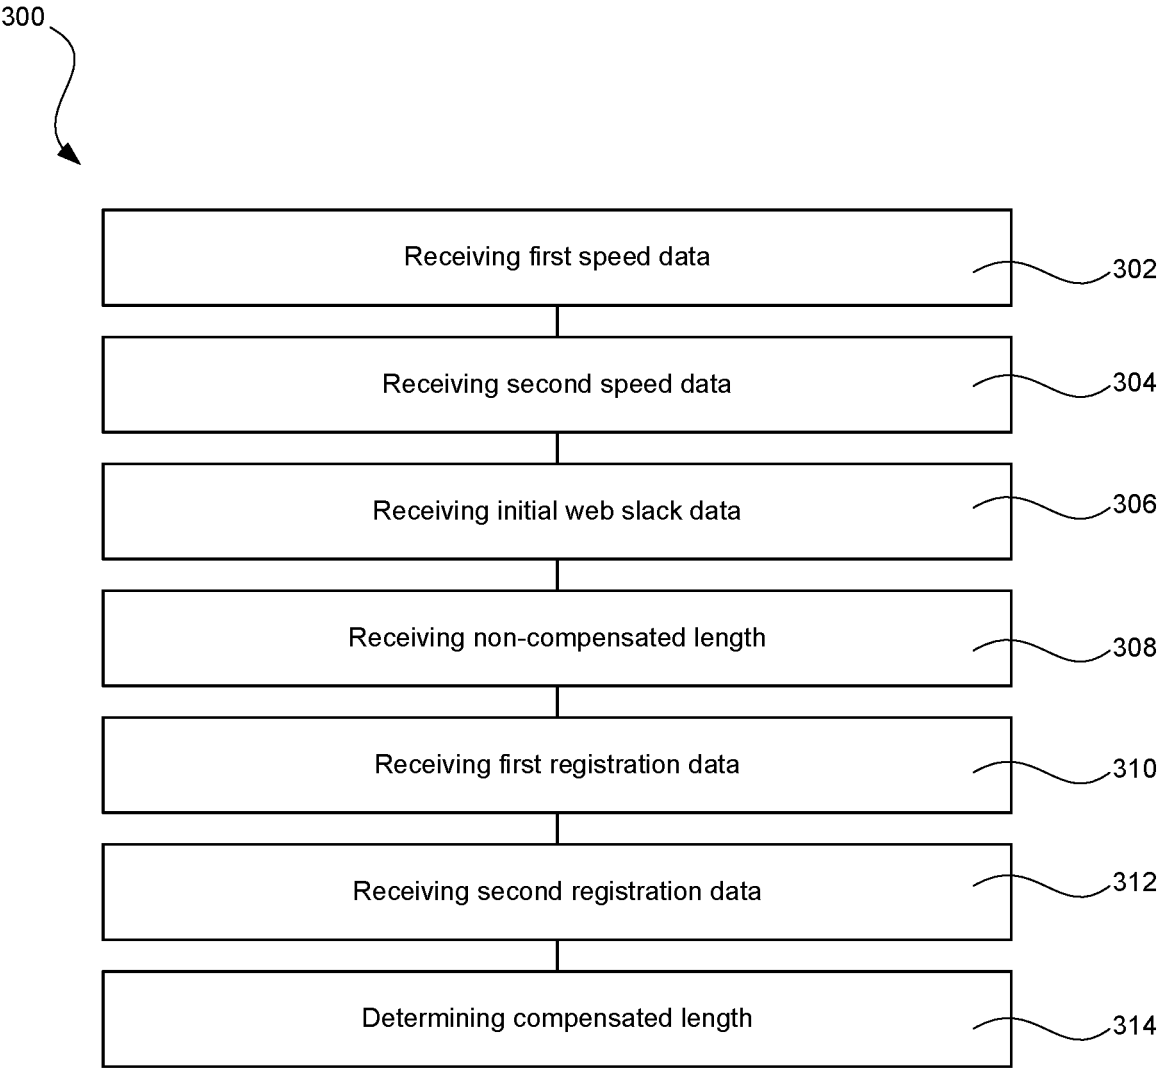 300
Receiving first speed data
302
Receiving second speed data
304
Receiving initial web slack data
306
Receiving non-compensated length
308
Receiving first registration data
310
Receiving second registration data
312
Determining compensated length
314